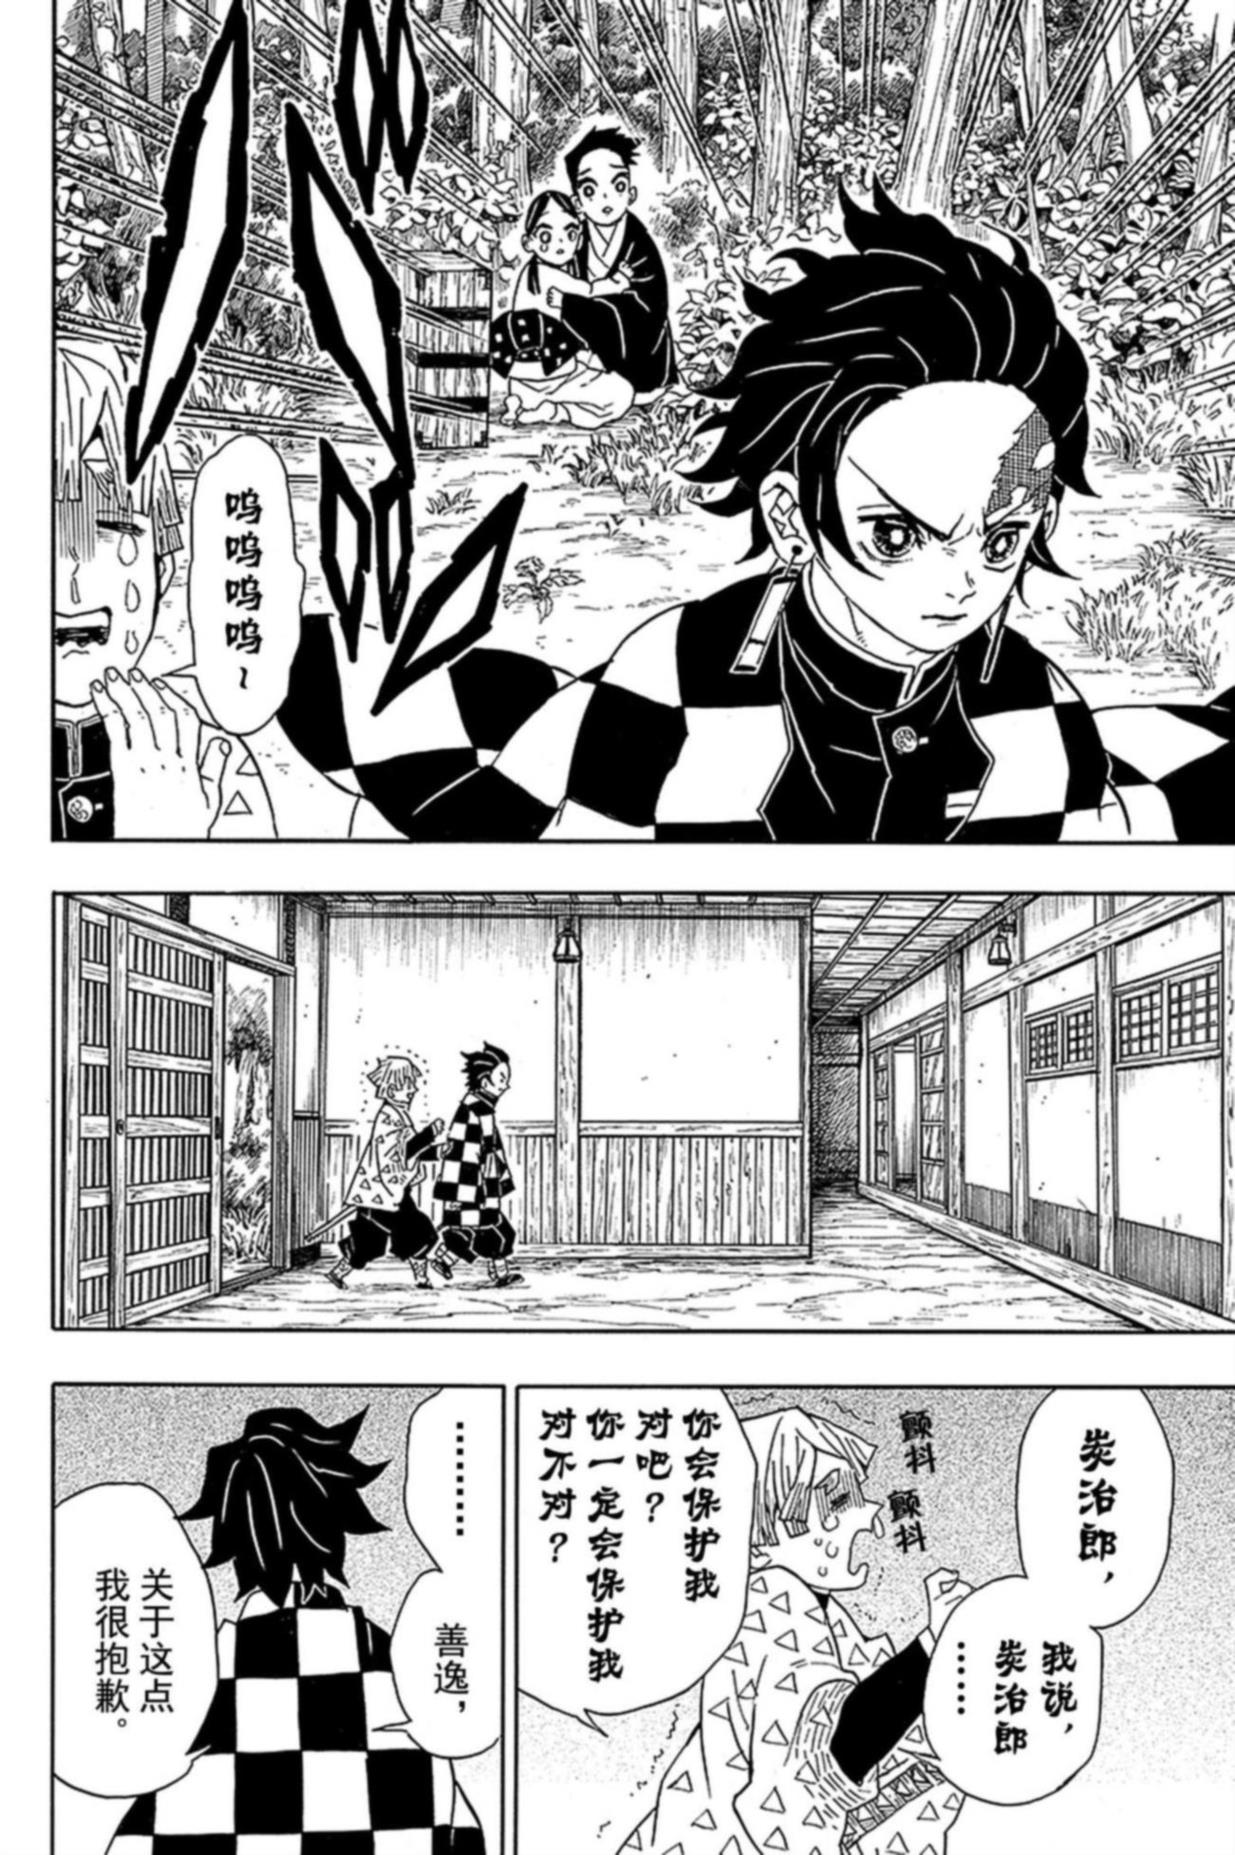 呜呜呜呜~
炭治郎，
我说，
炭治郎
……
颤抖
颤抖
你会保护我
对吧？
你一定会保护我
对不对？
…………
善逸，
关于这点
我很抱歉。